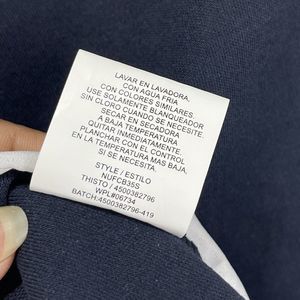 LAVAR EN LAVADORA.
CON AGUA FRIA
CON COLORES SIMILARES.
USE SOLAMENTE BLANQUEADOR
SIN CLORO CUANDO SE NECESITE.
SECAR EN SECADORA
A BAJA TEMPERATURA
QUITAR INMEDIATAMENTE.
PLANCHAR CON EL CONTROL
EN LA TEMPERATURA MAS BAJA,
SI SE NECESITA.
STYLE / ESTILO
NUFCB35S
THISTO / 4500382796
WPL#06734
BATCH:4500382796-419